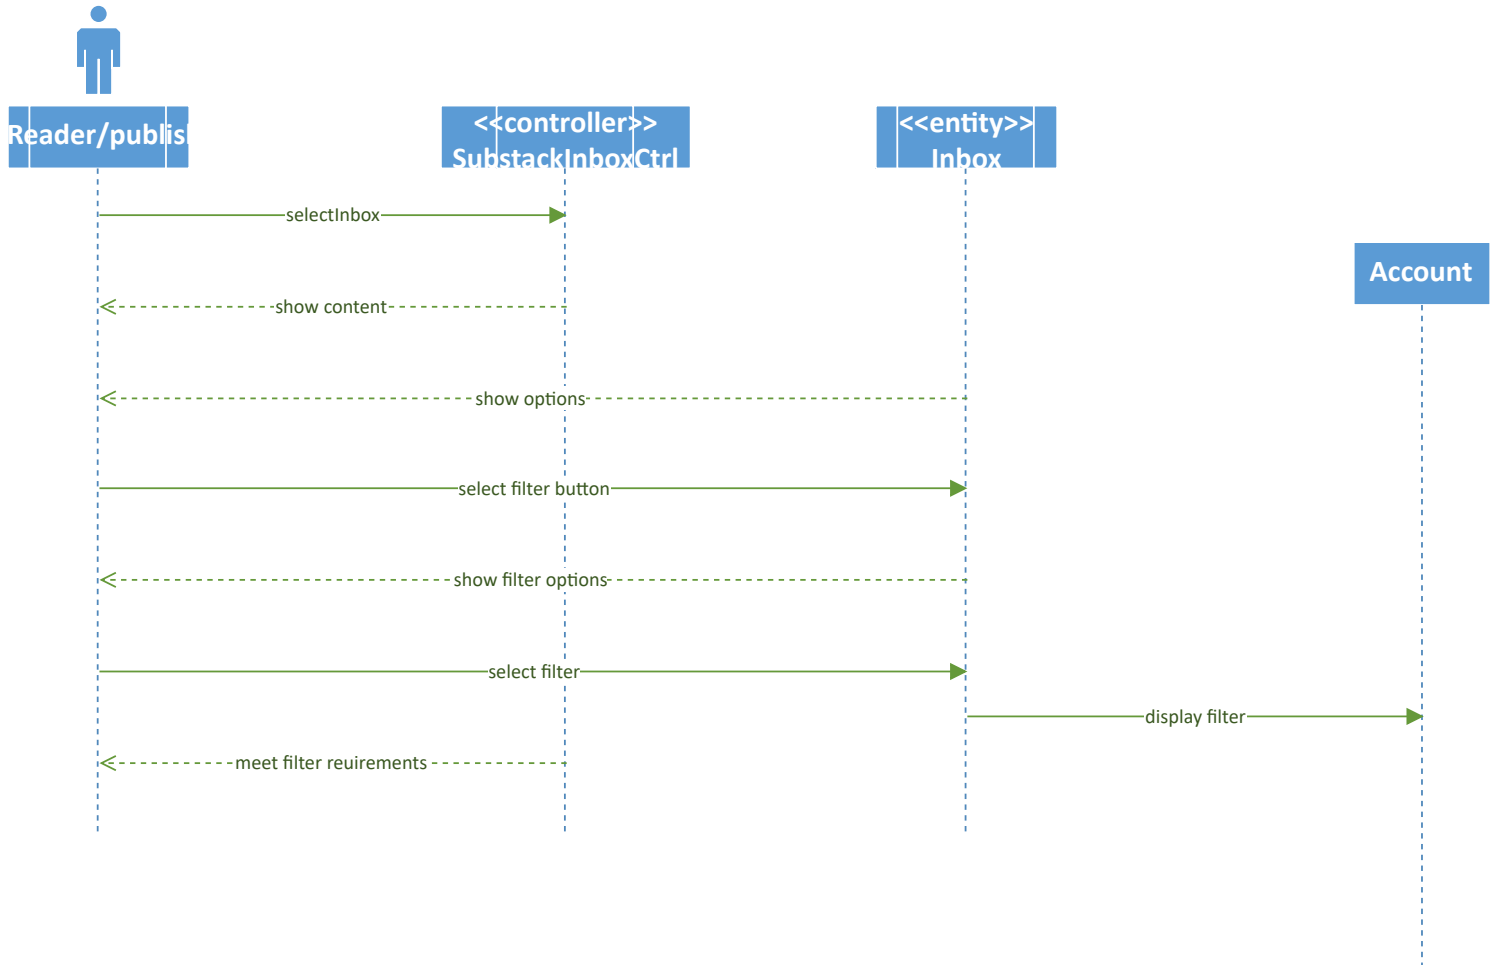 Reader/publish
<<controller>>
SubstackInboxCtrl
<<entity>>
Inbox
selectInbox
Account
show content
show options
select filter button
show filter options
select filter
display filter
meet filter reuirements